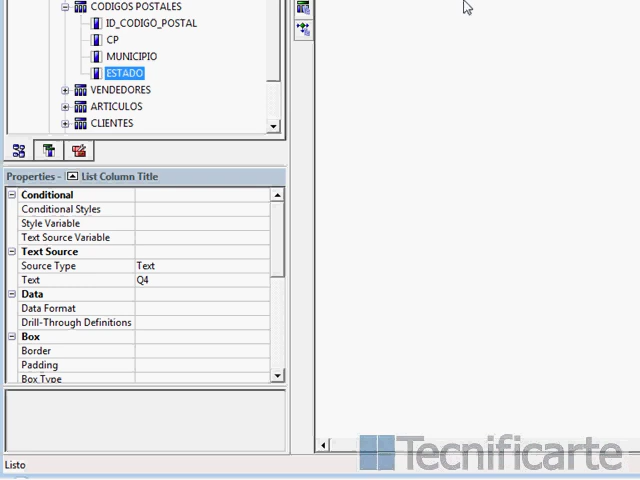 CODIGOS POSTALES
ID_CODIGO_POSTAL
CP
MUNICIPIO
ESTADO
VENDEDORES
ARTICULOS
CLIENTES
Properties - List Column Title
Conditional
Conditional Styles
Style Variable
Text Source Variable
Text Source
Source Type Text
Text Q4
Data
Data Format
Drill-Through Definitions
Box
Border
Padding
Box Type
Listo
Tecnificarte